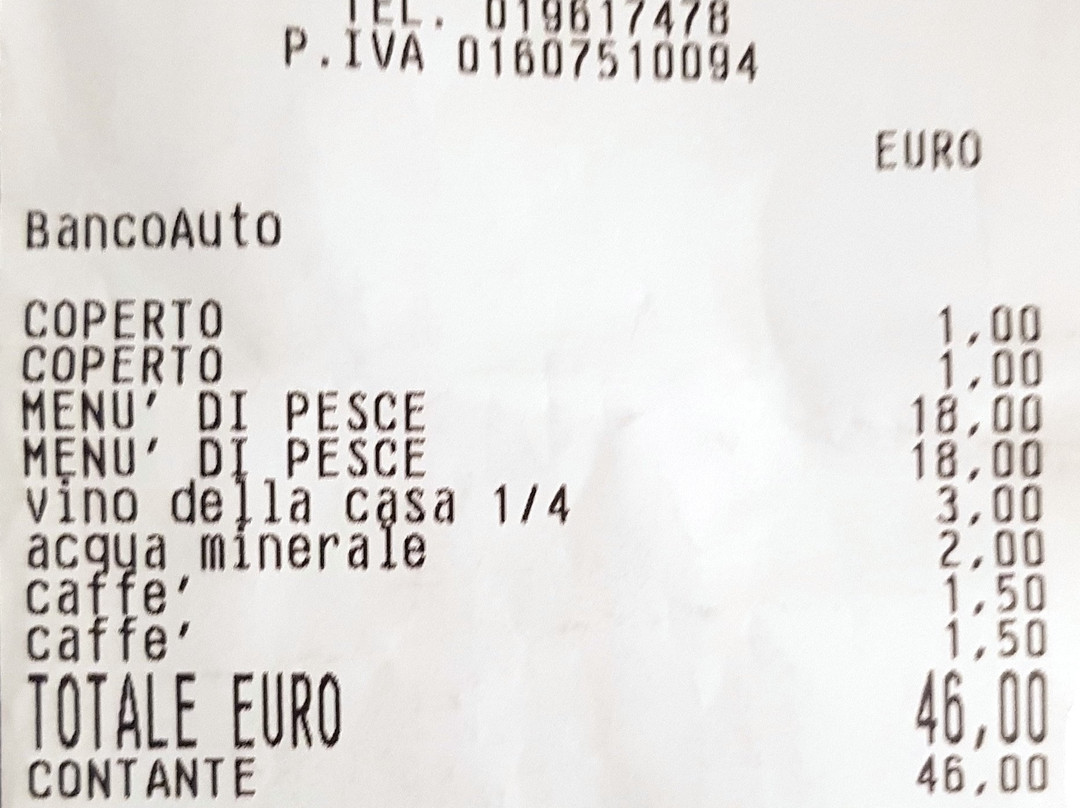 TEL. 019617478
P.IVA 01607510094
EURO
BancoAuto
COPERTO 1,00
COPERTO 1,00
MENU' DI PESCE 18,00
MENU' DI PESCE 18,00
vino della casa 1/4 3,00
acqua minerale 2,00
caffe' 1,50
caffe' 1,50
TOTALE EURO 46,00
CONTANTE 46,00